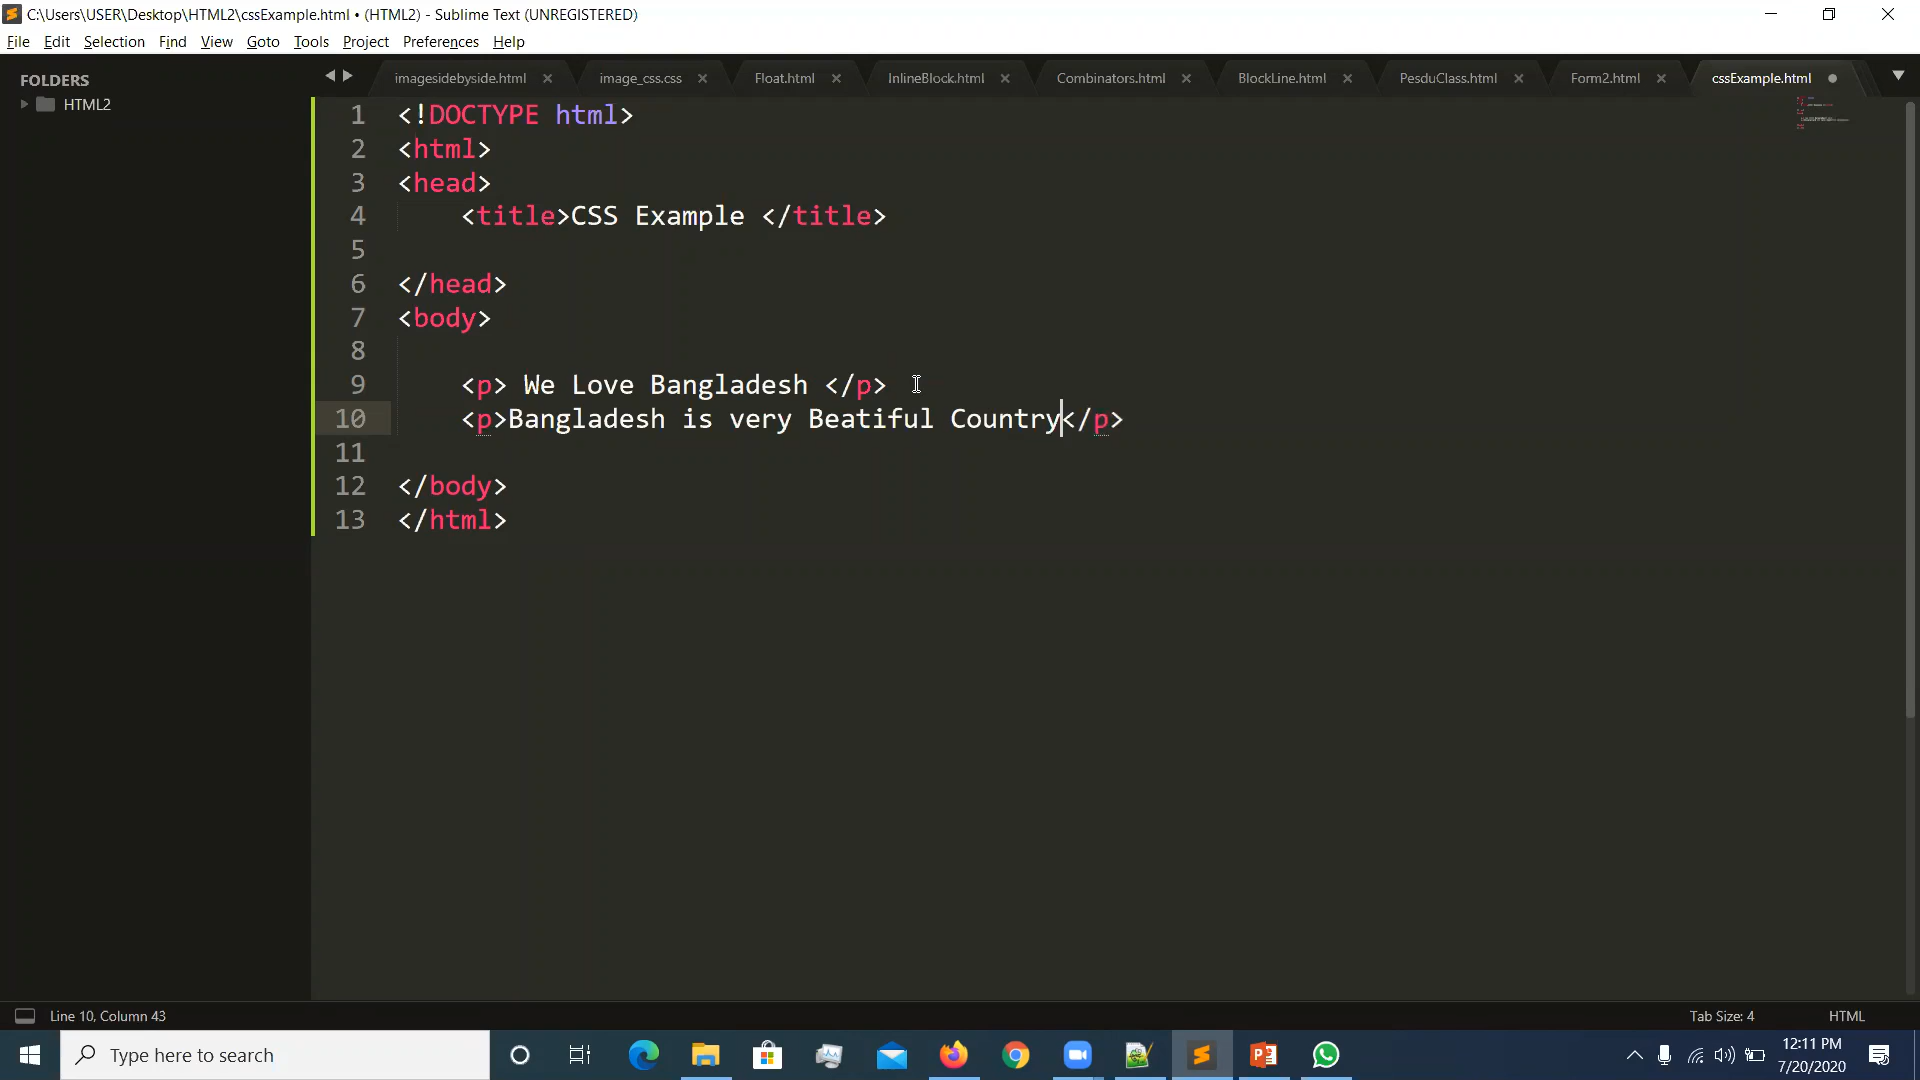 C:\Users\USER\Desktop\HTML2\cssExample.html • (HTML2) - Sublime Text (UNREGISTERED)
File Edit Selection Find View Goto Tools Project Preferences Help
FOLDERS
HTML2
imagesidebyside.html image_css.css Float.html InlineBlock.html Combinators.html BlockLine.html PesduClass.html Form2.html cssExample.html
1 <!DOCTYPE html>
2 <html>
3 <head>
4 <title>CSS Example </title>
5
6 </head>
7 <body>
8
9 <p> We Love Bangladesh </p>
10 <p>Bangladesh is very Beatiful Country</p>
11
12 </body>
13 </html>
Line 10, Column 43
Tab Size: 4
HTML
Type here to search
12:11 PM
7/20/2020